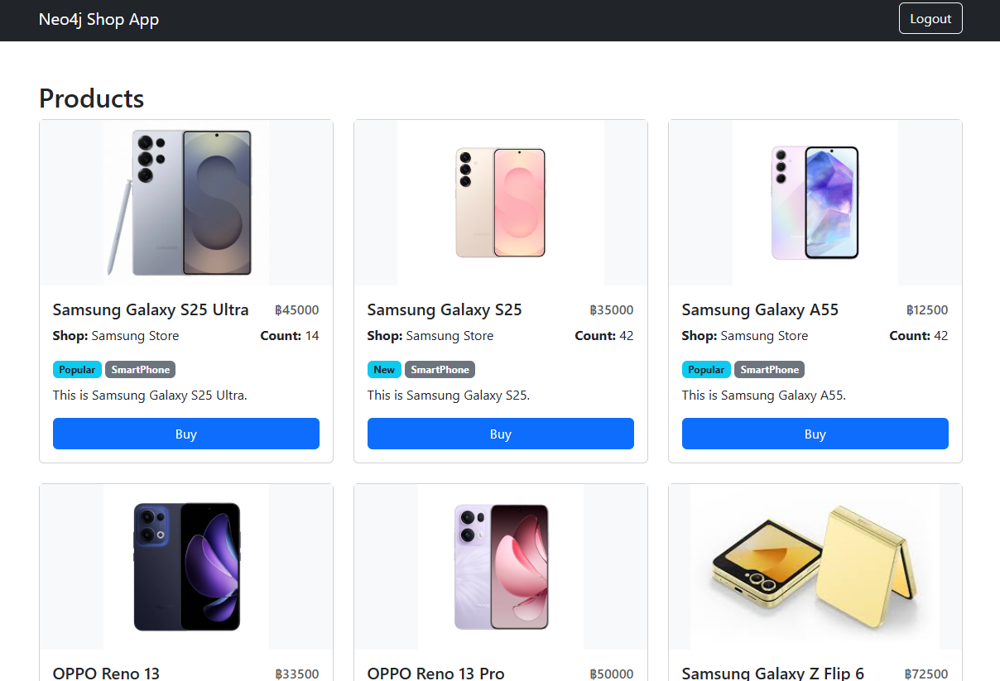 Neo4j Shop App
Logout
Products
Samsung Galaxy S25 Ultra ฿45000
Shop: Samsung Store Count: 14
Popular SmartPhone
This is Samsung Galaxy S25 Ultra.
Buy
Samsung Galaxy S25 ฿35000
Shop: Samsung Store Count: 42
New SmartPhone
This is Samsung Galaxy S25.
Buy
Samsung Galaxy A55 ฿12500
Shop: Samsung Store Count: 42
Popular SmartPhone
This is Samsung Galaxy A55.
Buy
OPPO Reno 13 ฿33500
OPPO Reno 13 Pro ฿50000
Samsung Galaxy Z Flip 6 ฿72500